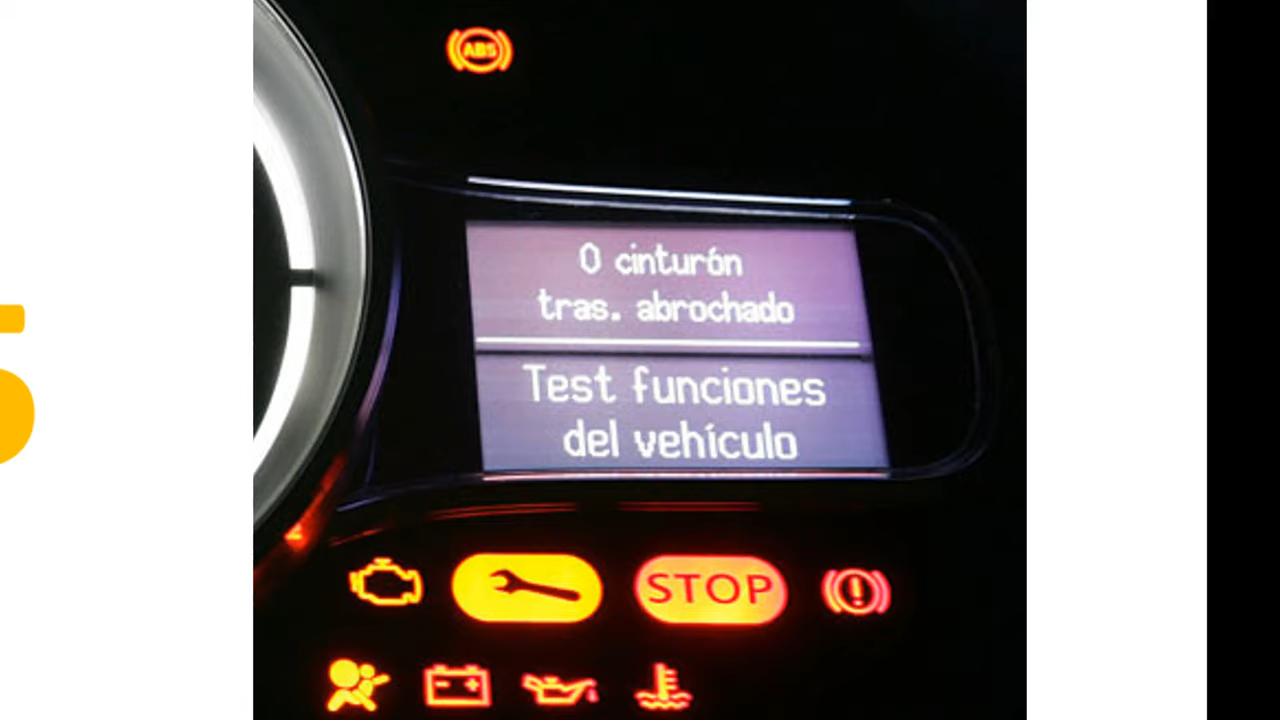 ABS
0 cinturón
tras. abrochado
Test funciones
del vehículo
STOP